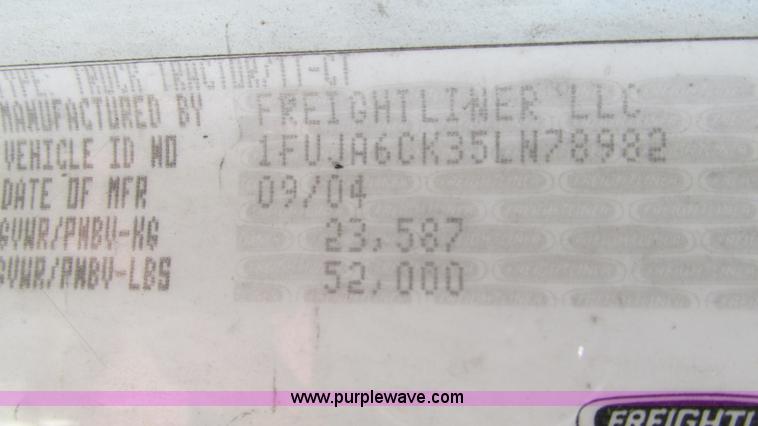 TYPE: TRUCK TRACTOR/TT-CT
MANUFACTURED BY FREIGHTLINER LLC
VEHICLE ID NO 1FUJA6CK35LN78982
DATE OF MFR 09/04
GVWR/PNBV-KG 23,587
GVWR/PNBV-LBS 52,000
www.purplewave.com
FREIGHTL